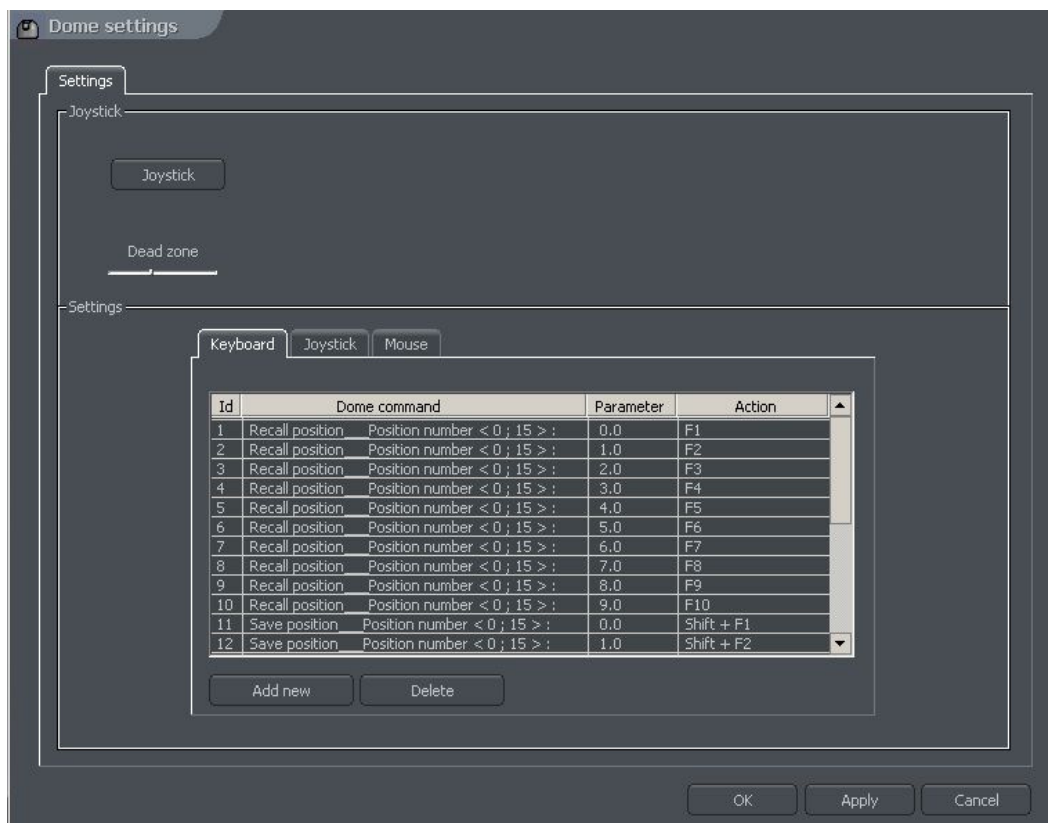 Dome settings
Settings
Joystick
Joystick
Dead zone
Settings
Keyboard Joystick Mouse
Id Dome command Parameter Action
1 Recall position___Position number < 0 ; 15 > : 0.0 F1
2 Recall position___Position number < 0 ; 15 > : 1.0 F2
3 Recall position___Position number < 0 ; 15 > : 2.0 F3
4 Recall position___Position number < 0 ; 15 > : 3.0 F4
5 Recall position___Position number < 0 ; 15 > : 4.0 F5
6 Recall position___Position number < 0 ; 15 > : 5.0 F6
7 Recall position___Position number < 0 ; 15 > : 6.0 F7
8 Recall position___Position number < 0 ; 15 > : 7.0 F8
9 Recall position___Position number < 0 ; 15 > : 8.0 F9
10 Recall position___Position number < 0 ; 15 > : 9.0 F10
11 Save position___Position number < 0 ; 15 > : 0.0 Shift + F1
12 Save position___Position number < 0 ; 15 > : 1.0 Shift + F2
Add new Delete
OK Apply Cancel